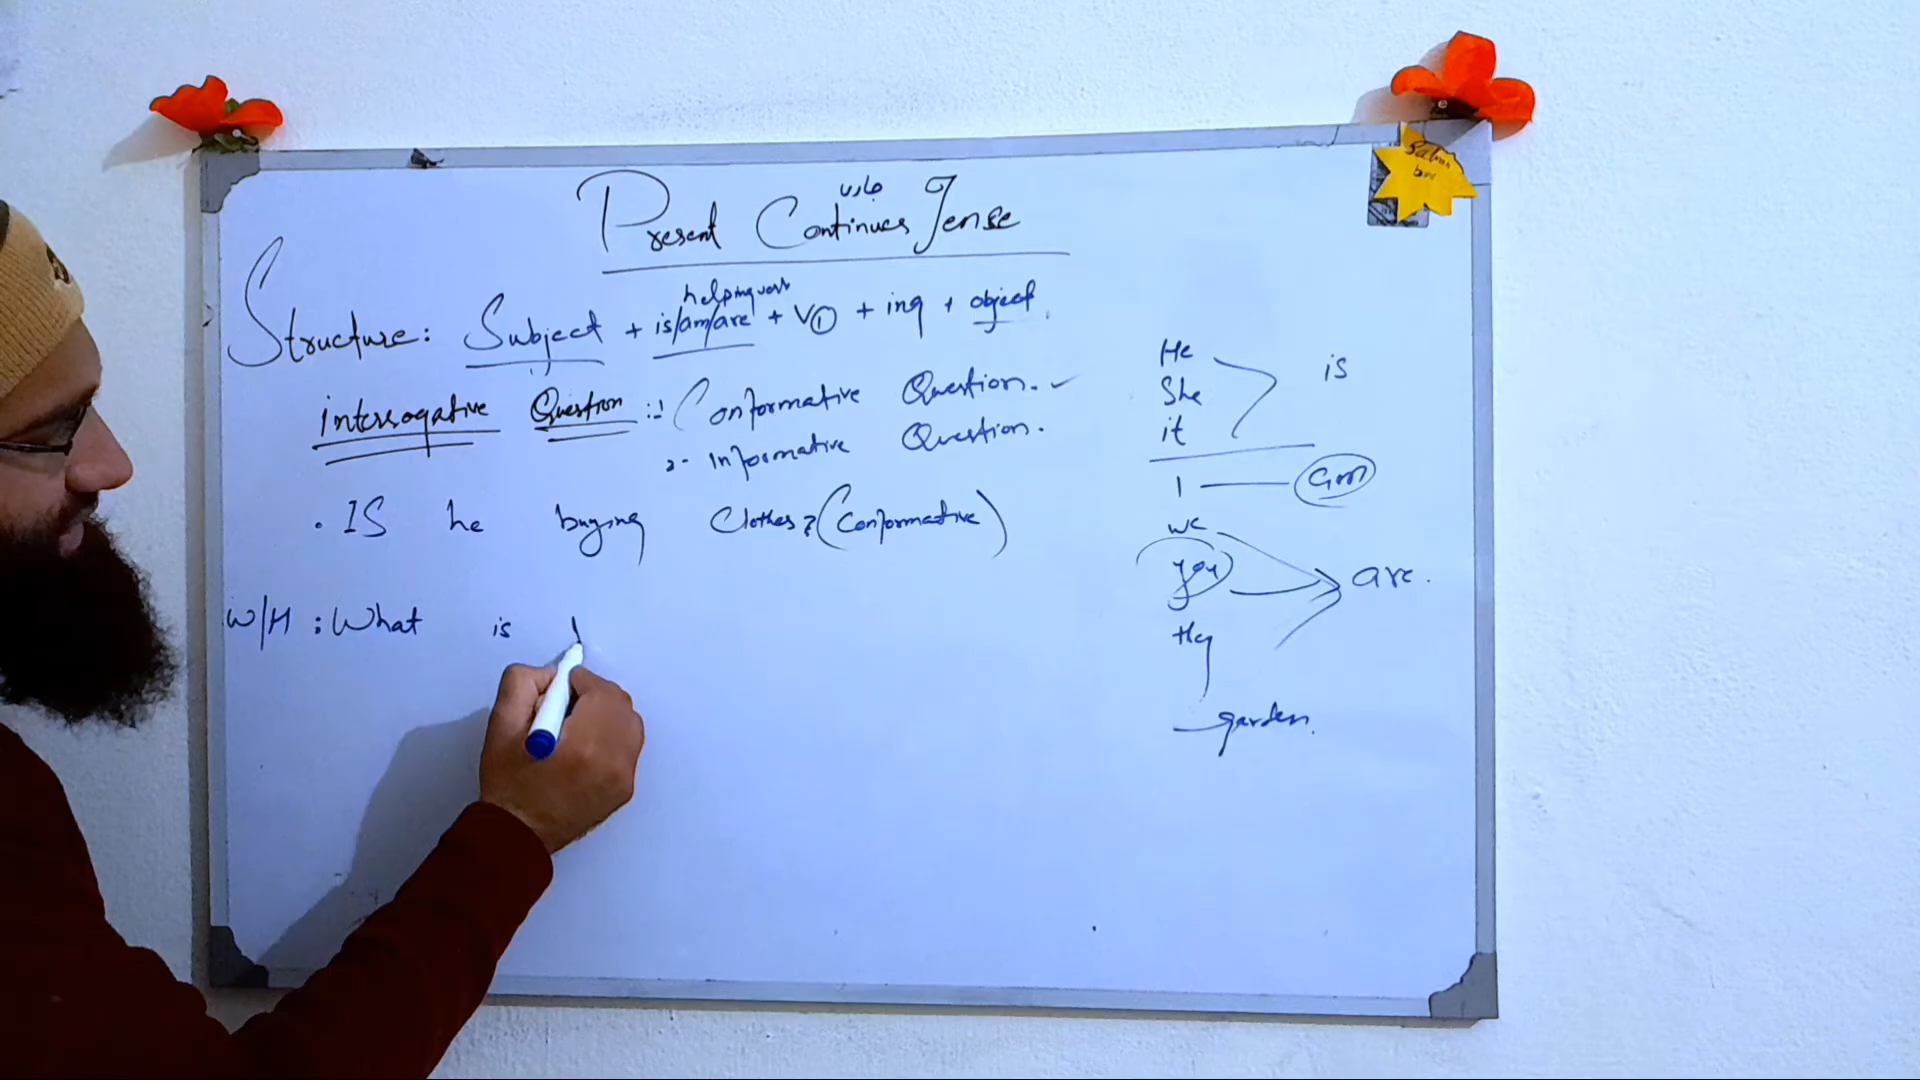 جاری
Present Continues Tense
helping verb
Structure: Subject + is/am/are + V① + ing + object.
interrogative Question :- 1 Conformative Question. ✓
2- Informative Question.
. IS he buying Clothes? (Conformative)
W/H : What is
He
She
it
is
I — am
we
you
they
are.
garden.